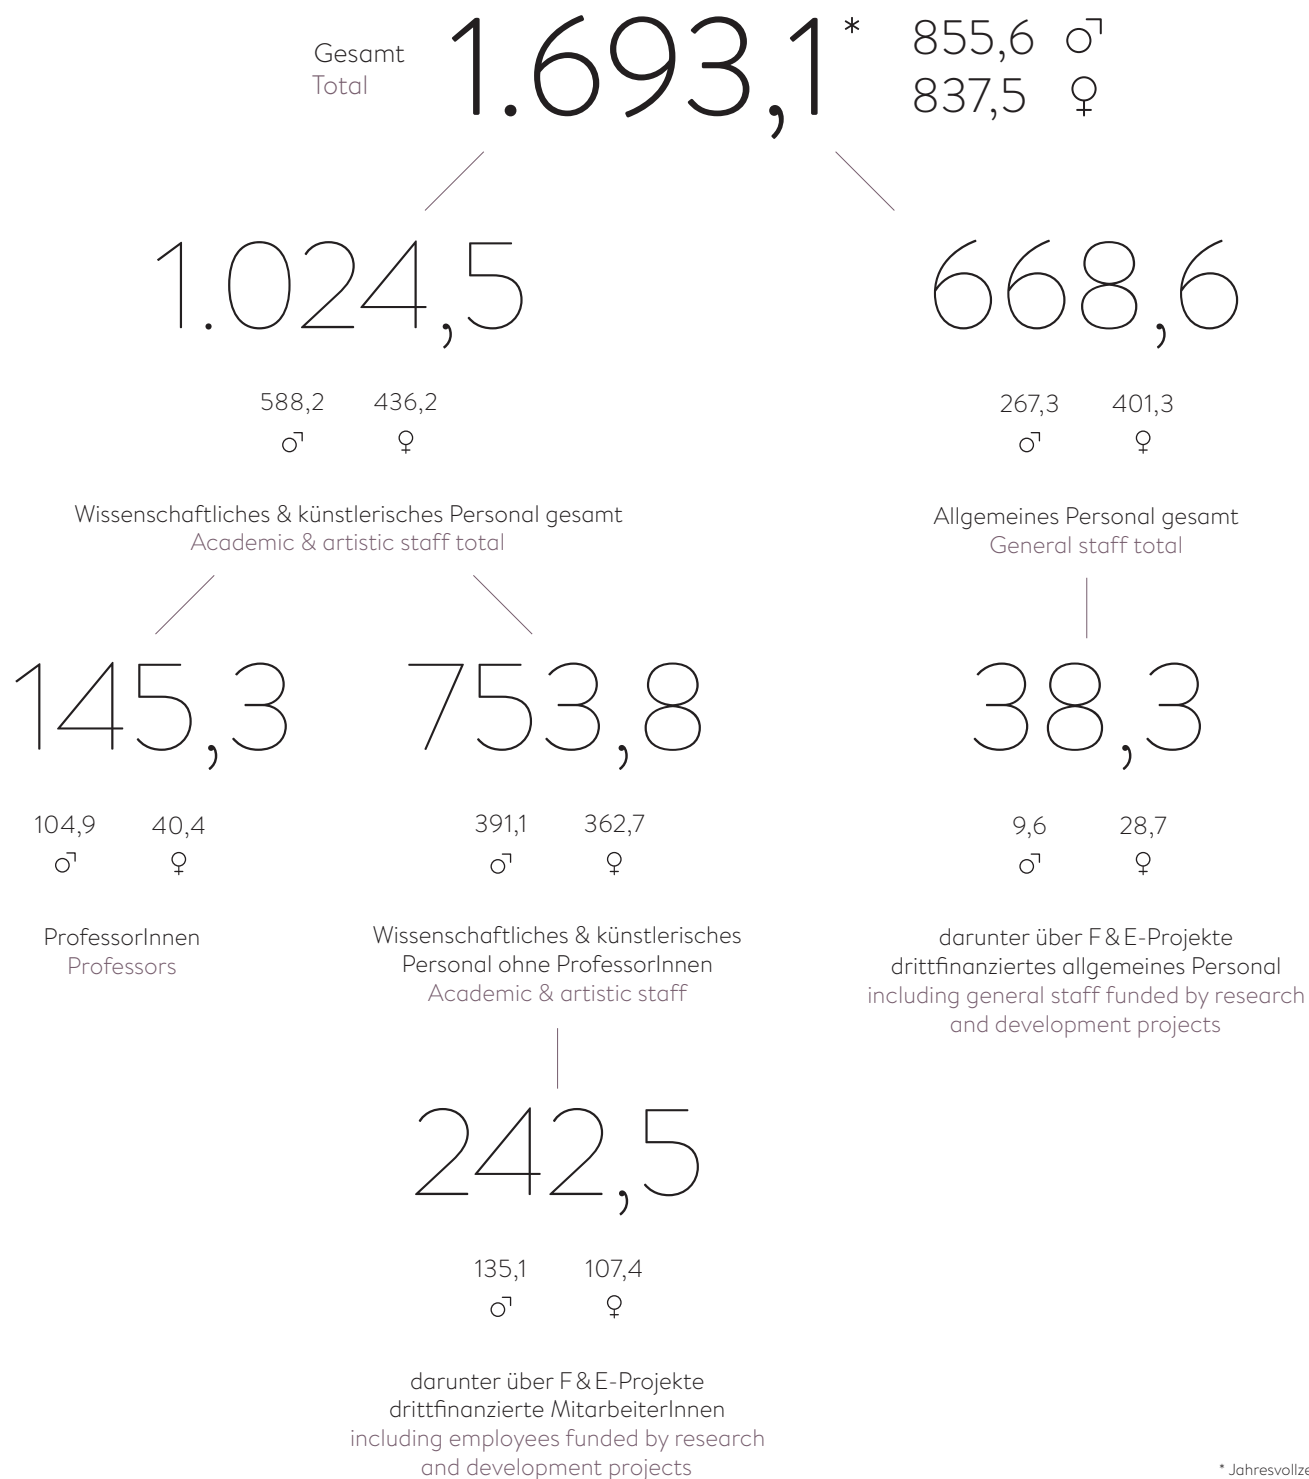 Gesamt
Total
1.693,1*
855,6 ♂
837,5 ♀
1.024,5
588,2 436,2
♂ ♀
Wissenschaftliches & künstlerisches Personal gesamt
Academic & artistic staff total
668,6
267,3 401,3
♂ ♀
Allgemeines Personal gesamt
General staff total
145,3
104,9 40,4
♂ ♀
ProfessorInnen
Professors
753,8
391,1 362,7
♂ ♀
Wissenschaftliches & künstlerisches
Personal ohne ProfessorInnen
Academic & artistic staff
38,3
9,6 28,7
♂ ♀
darunter über F & E-Projekte
drittfinanziertes allgemeines Personal
including general staff funded by research
and development projects
242,5
135,1 107,4
♂ ♀
darunter über F & E-Projekte
drittfinanzierte MitarbeiterInnen
including employees funded by research
and development projects